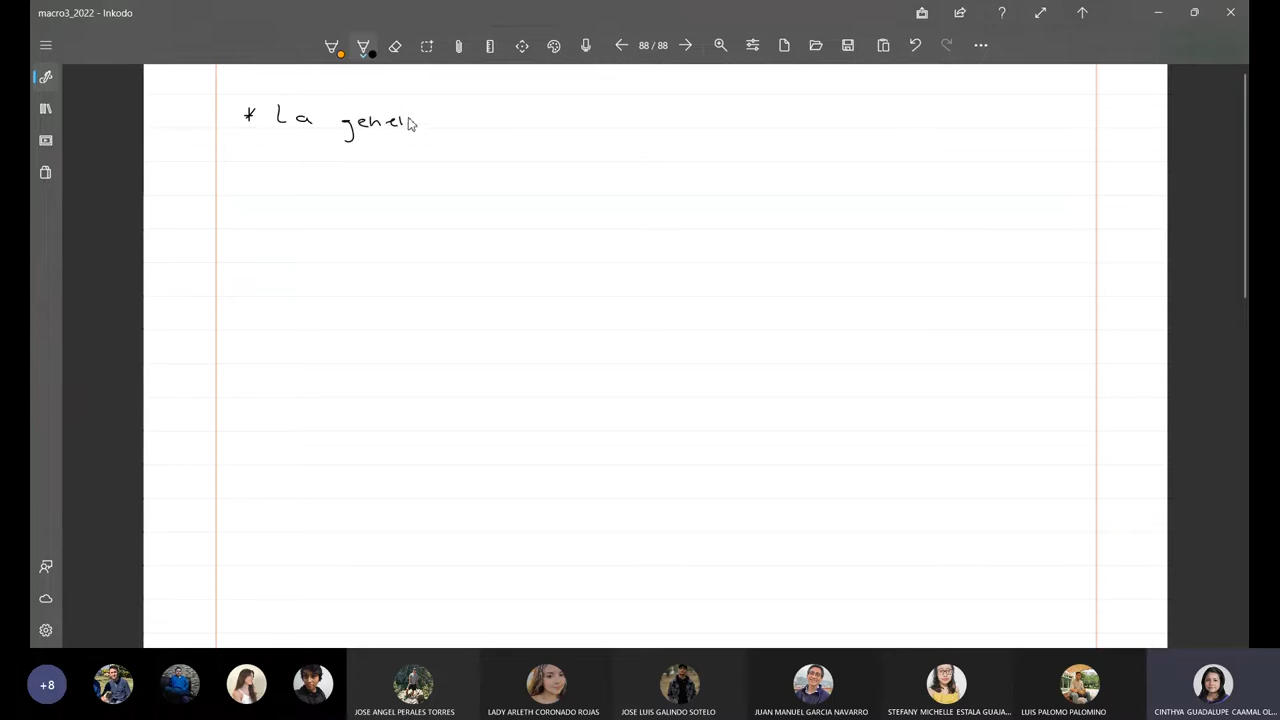 macro3_2022 - Inkodo
88 / 88
* La gener
+8
JOSE ANGEL PERALES TORRES
LADY ARLETH CORONADO ROJAS
JOSE LUIS GALINDO SOTELO
JUAN MANUEL GARCIA NAVARRO
STEFANY MICHELLE ESTALA GUAJA...
LUIS PALOMO PALOMINO
CINTHYA GUADALUPE CAAMAL OL...